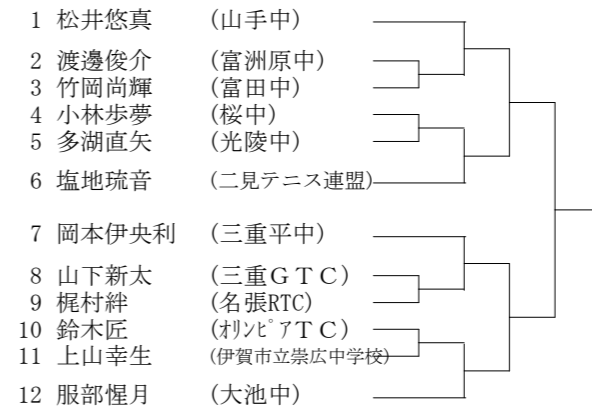 1 松井悠真 (山手中)
2 渡邊俊介 (富洲原中)
3 竹岡尚輝 (富田中)
4 小林歩夢 (桜中)
5 多湖直矢 (光陵中)
6 塩地琉音 (二見テニス連盟)
7 岡本伊央利 (三重平中)
8 山下新太 (三重ＧＴＣ)
9 梶村絆 (名張RTC)
10 鈴木匠 (ｵﾘﾝﾋﾟｱＴＣ)
11 上山幸生 (伊賀市立崇広中学校)
12 服部惺月 (大池中)